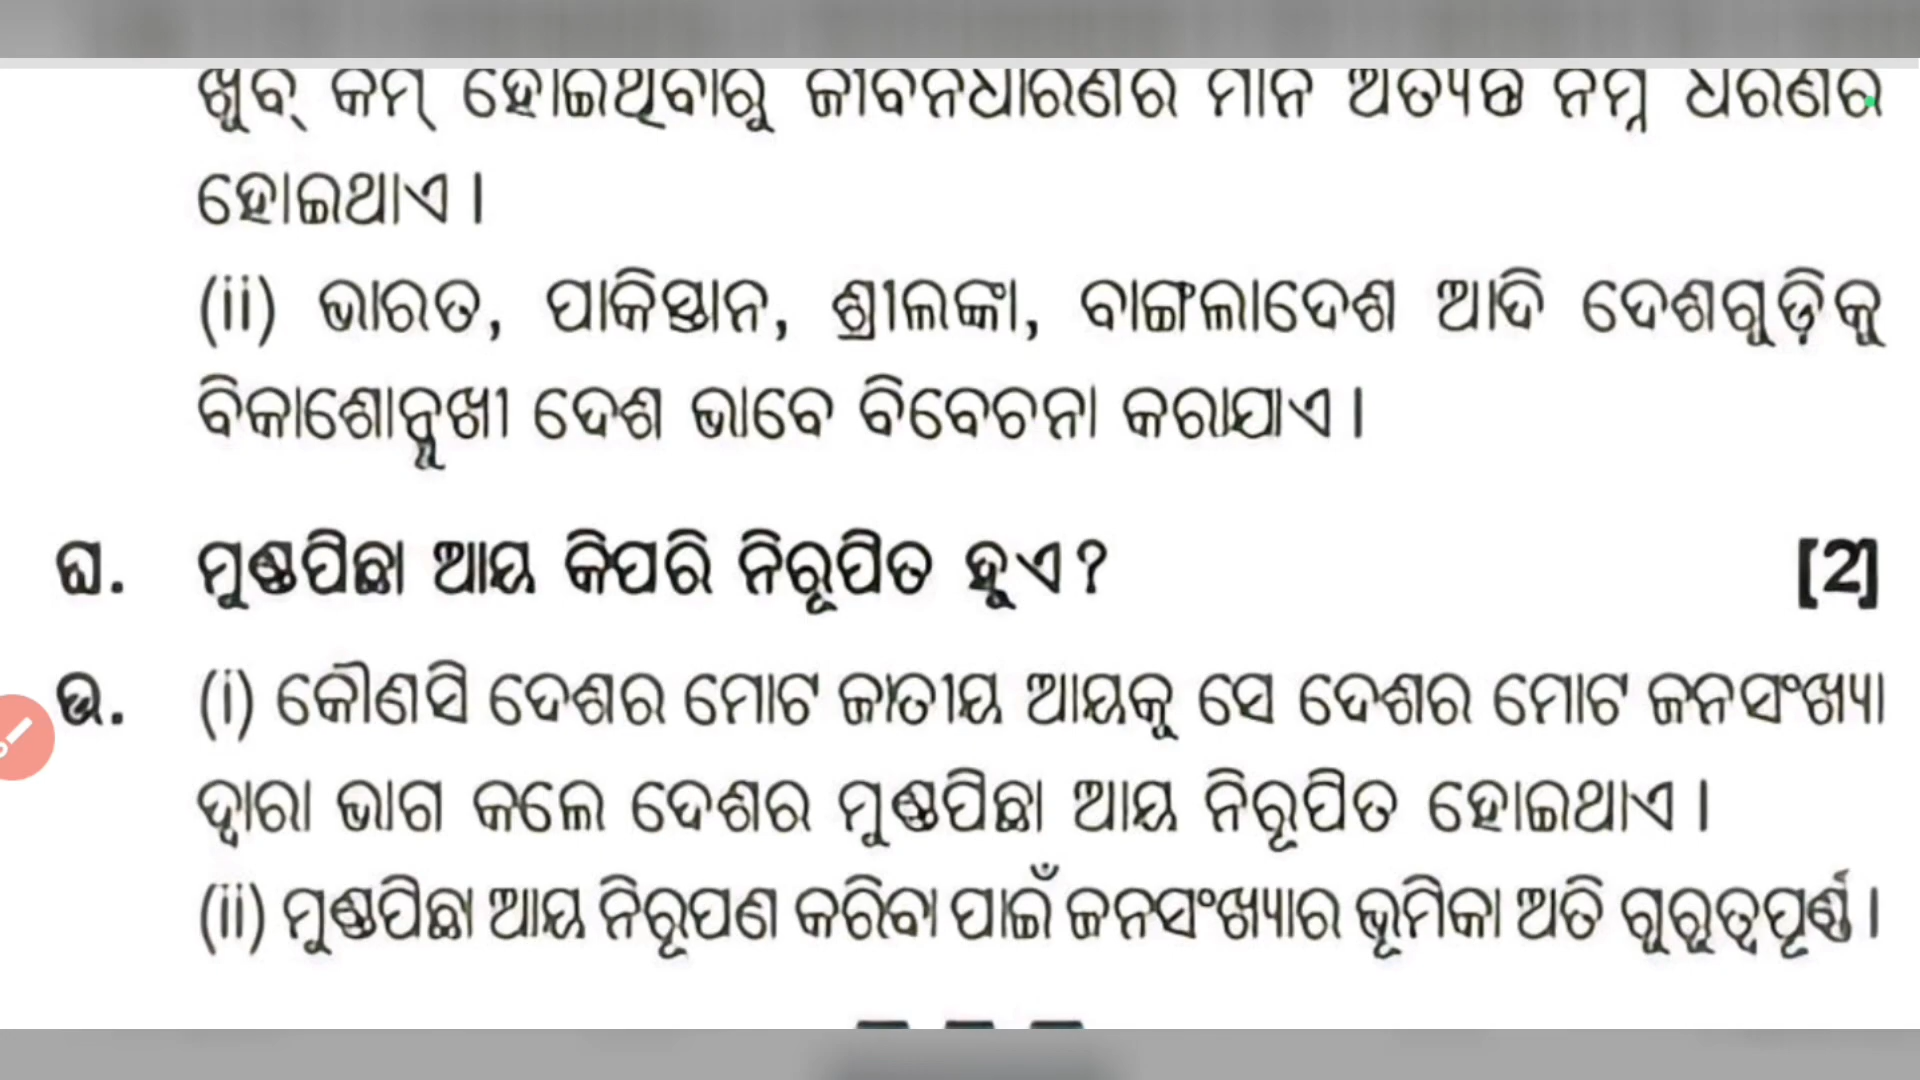 ଖୁବ୍ କମ୍ ହୋଇଥିବାରୁ ଜୀବନଧାରଣର ମାନ ଅତ୍ୟନ୍ତ ନିମ୍ନ ଧରଣର
ହୋଇଥାଏ ।
(ii) ଭାରତ, ପାକିସ୍ତାନ, ଶ୍ରୀଲଙ୍କା, ବାଙ୍ଗଲାଦେଶ ଆଦି ଦେଶଗୁଡ଼ିକୁ
ବିକାଶୋନ୍ମୁଖୀ ଦେଶ ଭାବେ ବିବେଚନା କରାଯାଏ ।
ଘ. ମୁଣ୍ଡପିଛା ଆୟ କିପରି ନିରୂପିତ ହୁଏ ? [2]
ଉ. (i) କୌଣସି ଦେଶର ମୋଟ ଜାତୀୟ ଆୟକୁ ସେ ଦେଶର ମୋଟ ଜନସଂଖ୍ୟା
ଦ୍ୱାରା ଭାଗ କଲେ ଦେଶର ମୁଣ୍ଡପିଛା ଆୟ ନିରୂପିତ ହୋଇଥାଏ ।
(ii) ମୁଣ୍ଡପିଛା ଆୟ ନିରୂପଣ କରିବା ପାଇଁ ଜନସଂଖ୍ୟାର ଭୂମିକା ଅତି ଗୁରୁତ୍ୱପୂର୍ଣ୍ଣ ।